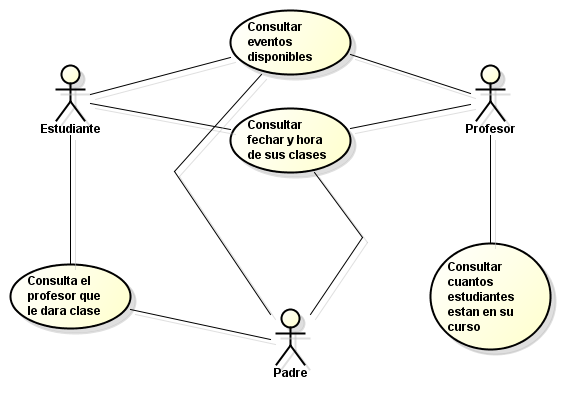 Consultar
eventos
disponibles
Estudiante
Profesor
Consultar
fechar y hora
de sus clases
Consulta el
profesor que
le dara clase
Consultar
cuantos
estudiantes
estan en su
curso
Padre